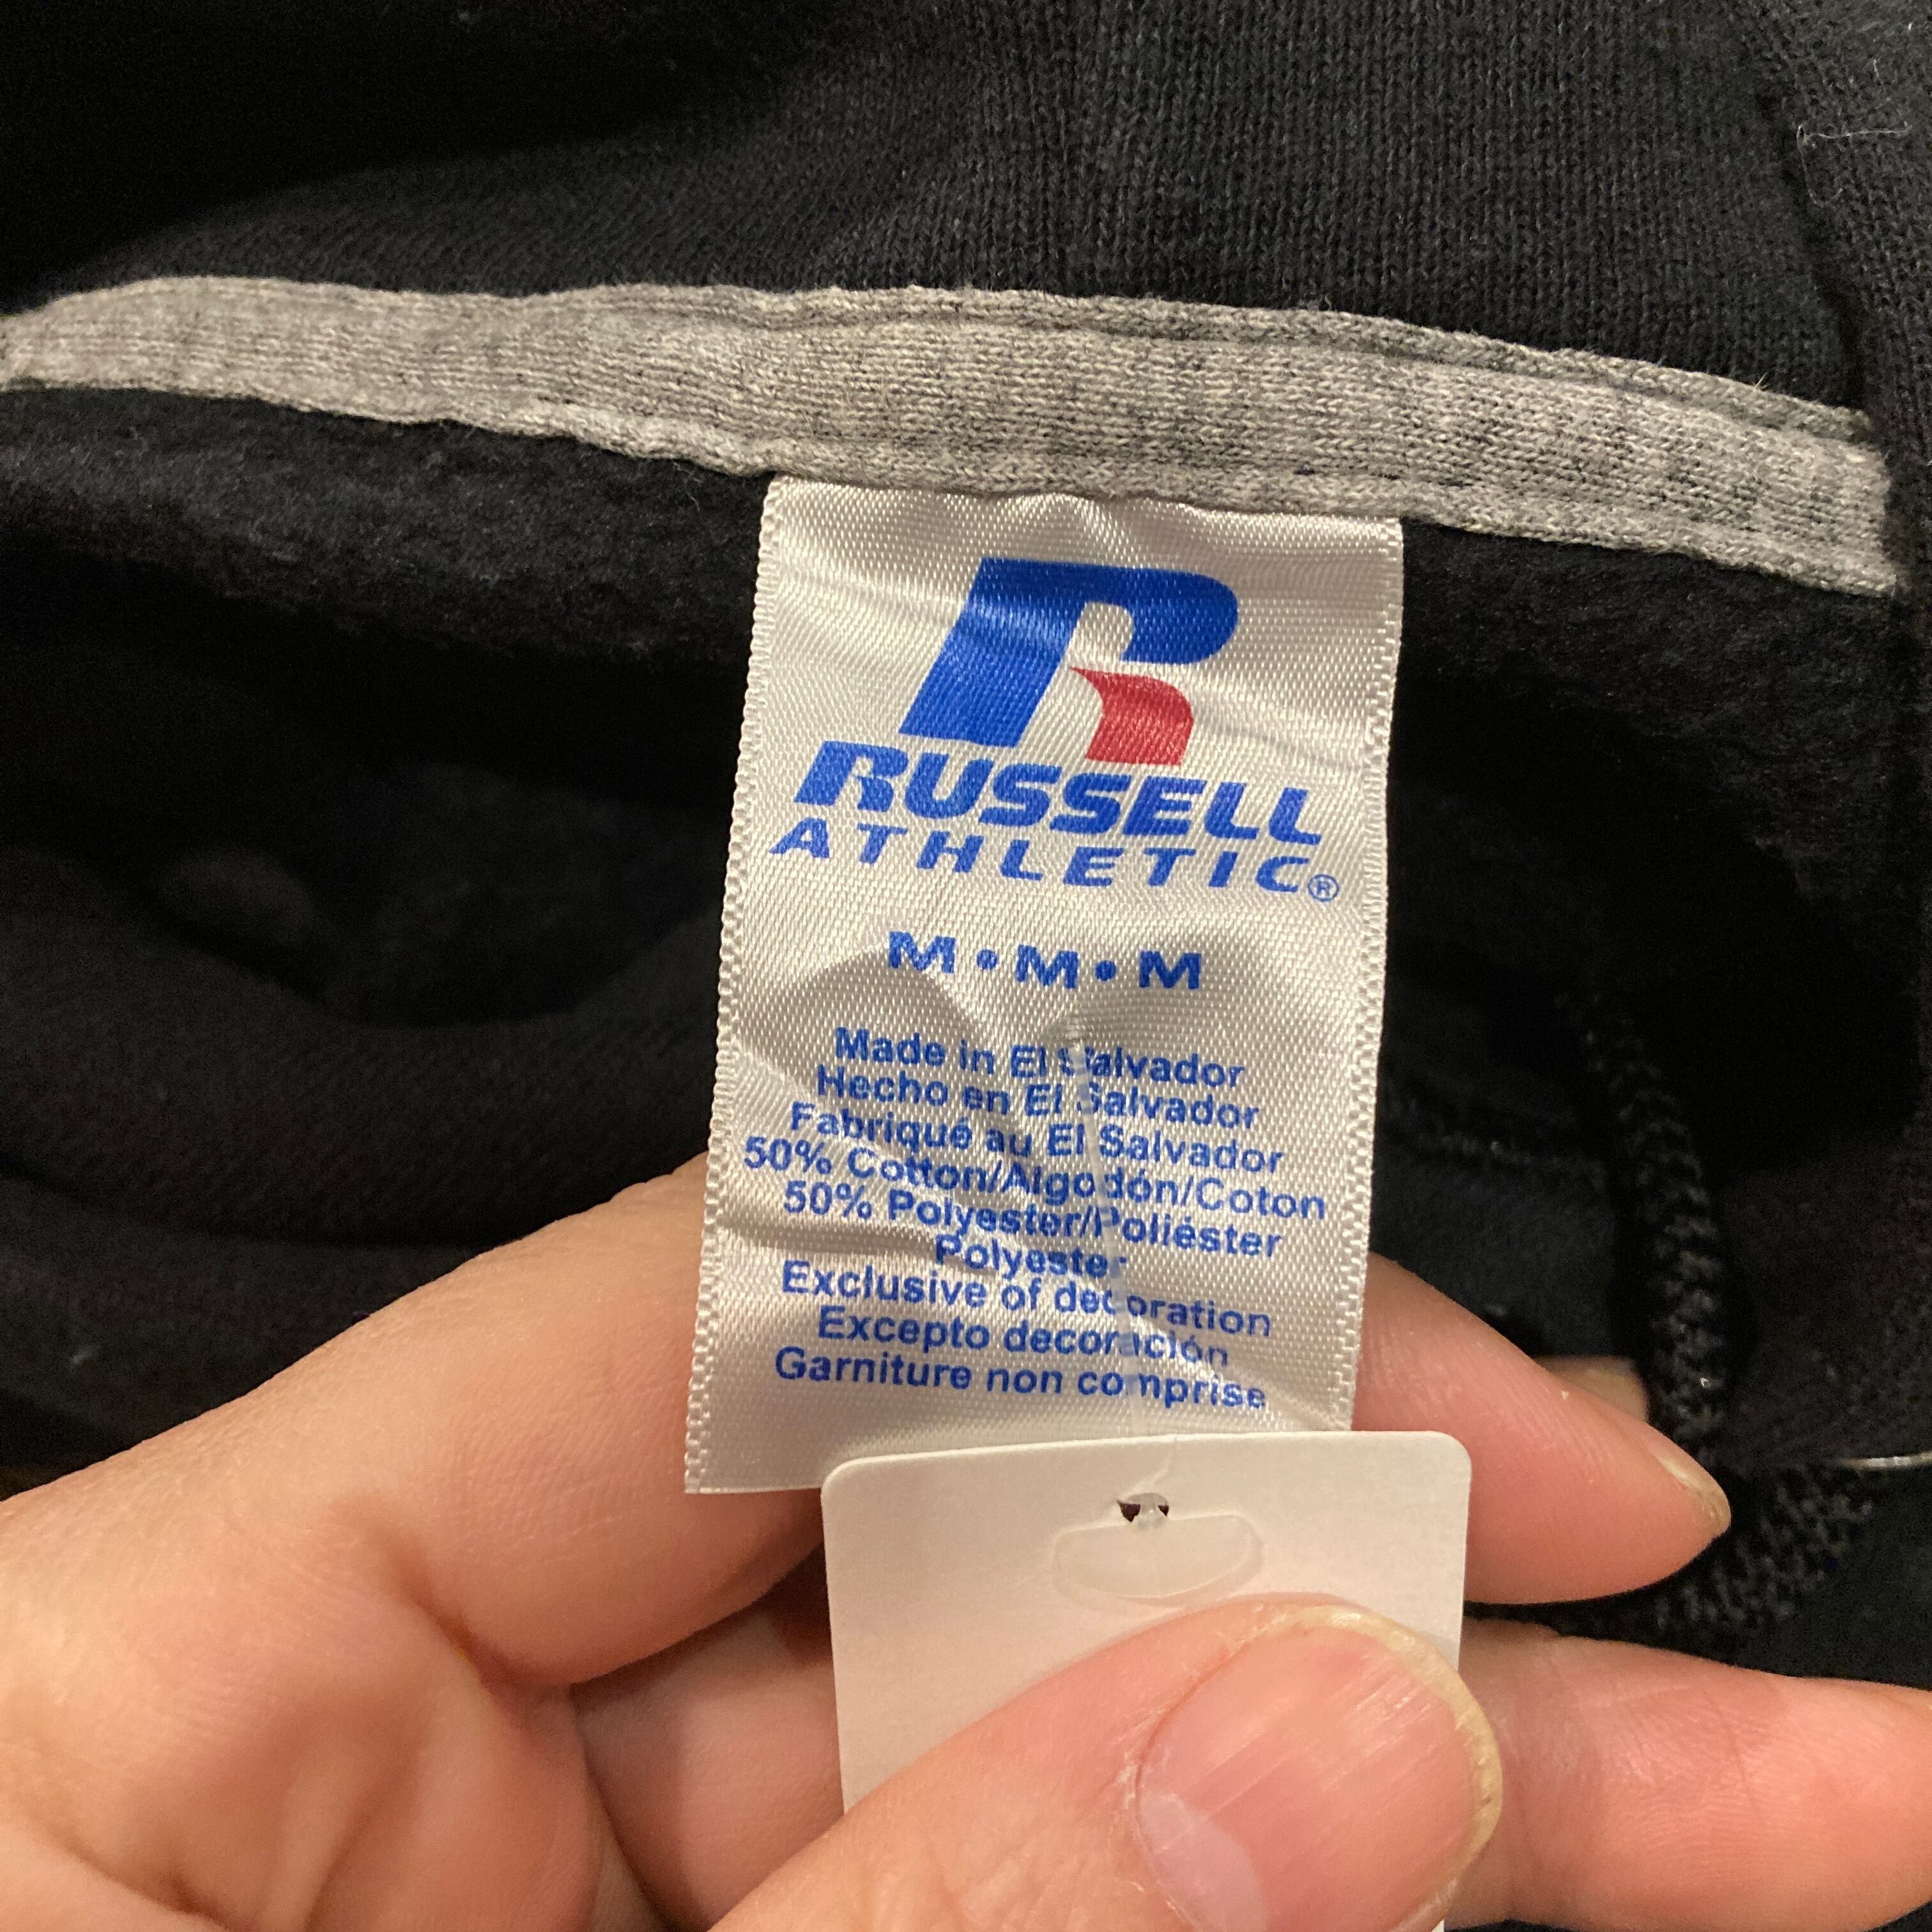 R
RUSSELL
ATHLETIC®
M • M • M
Made in El Salvador
Hecho en El Salvador
Fabriqué au El Salvador
50% Cotton/Algodón/Coton
50% Polyester/Poliéster
Polyester
Exclusive of decoration
Excepto decoración
Garniture non comprise